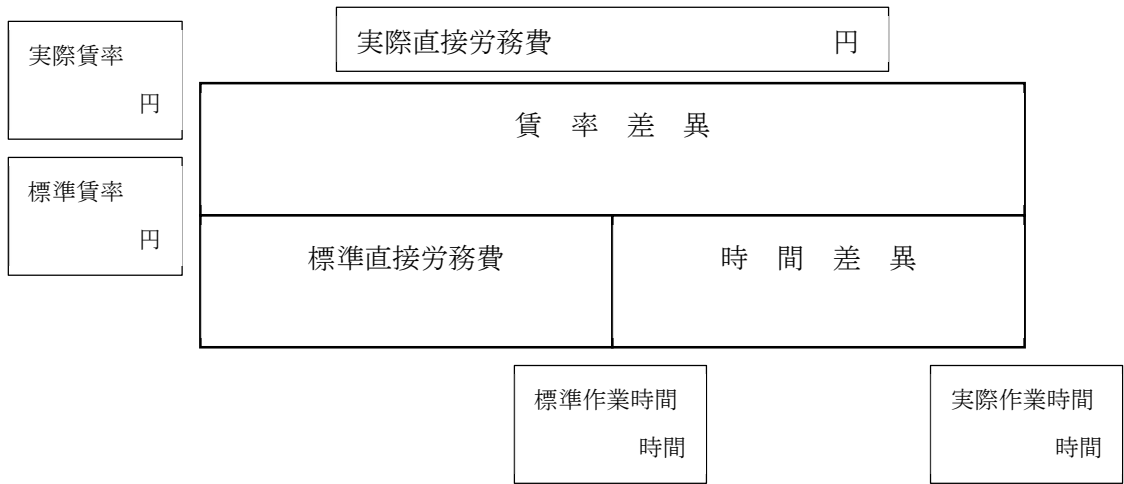 実際直接労務費 円
実際賃率
円
賃 率 差 異
標準賃率
円
標準直接労務費
時 間 差 異
標準作業時間
時間
実際作業時間
時間